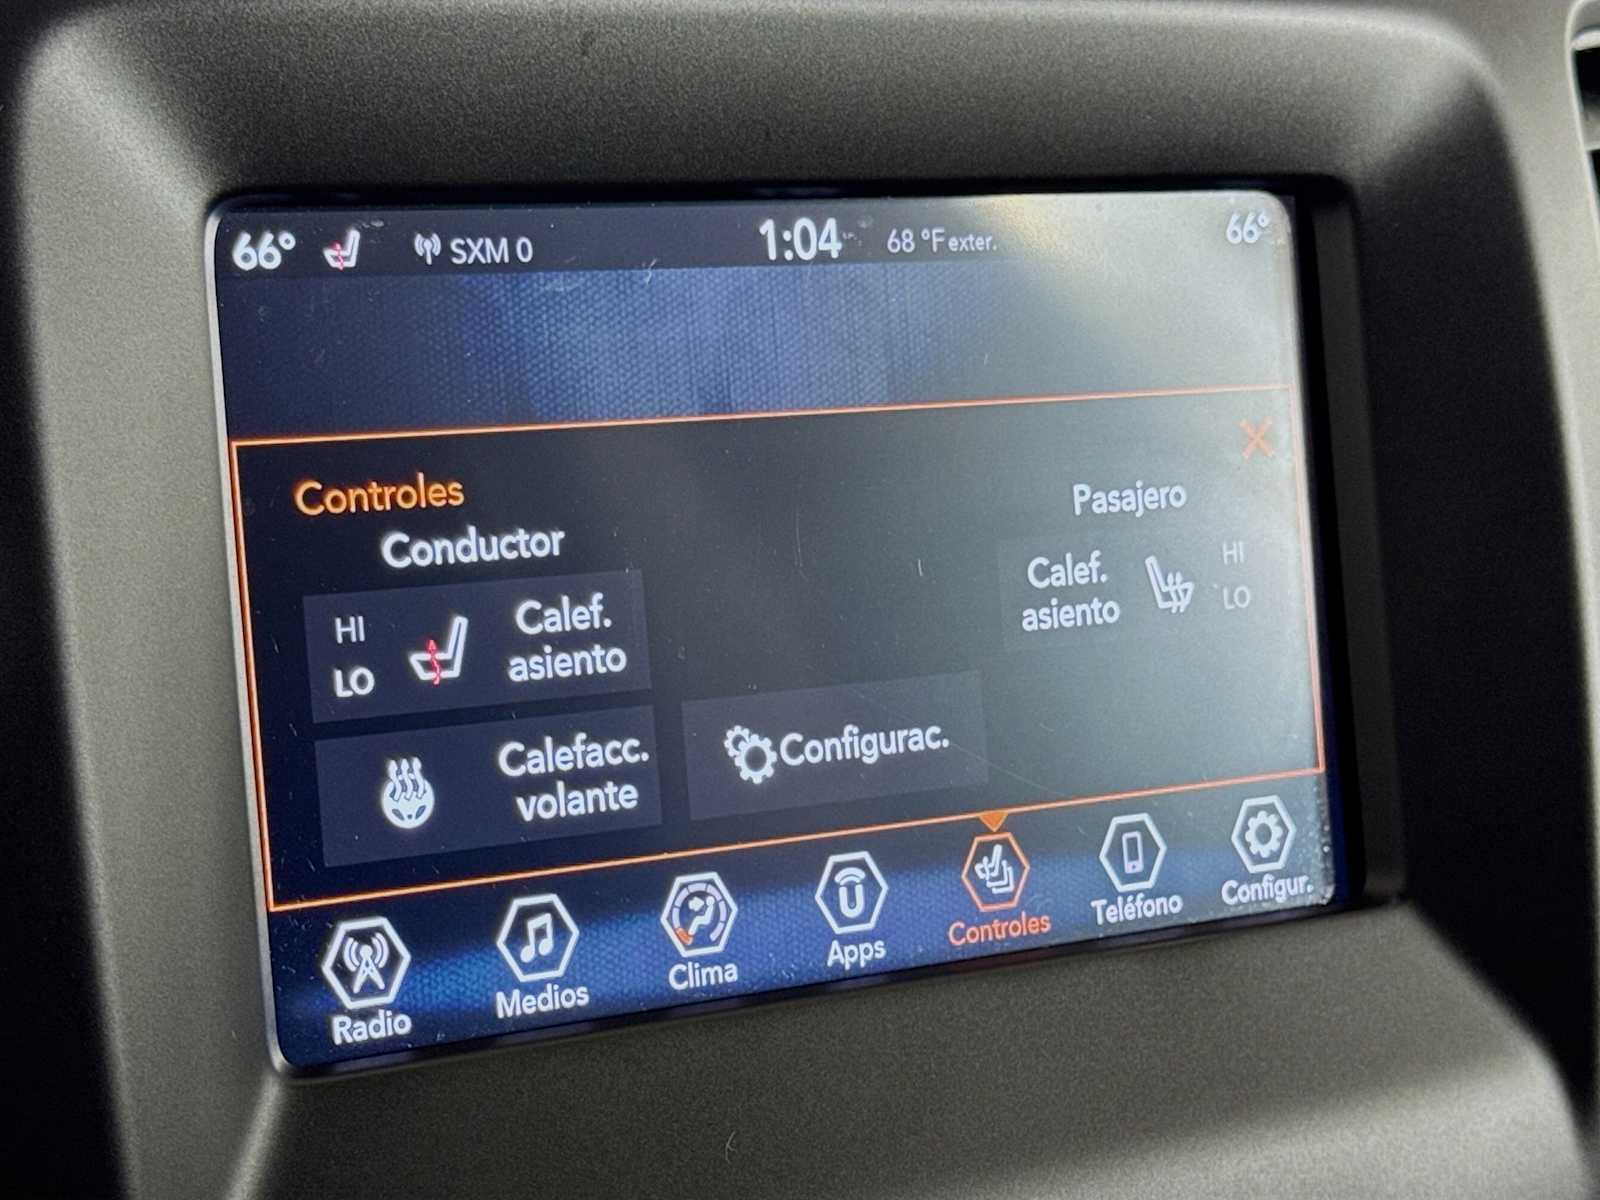 66° SXM 0 1:04 68 °F exter. 66°
Controles
Conductor
Pasajero
HI
LO
Calef.
asiento
Calef.
asiento
HI
LO
Calefacc.
volante
Configurac.
Radio Medios Clima Apps Controles Teléfono Configur.